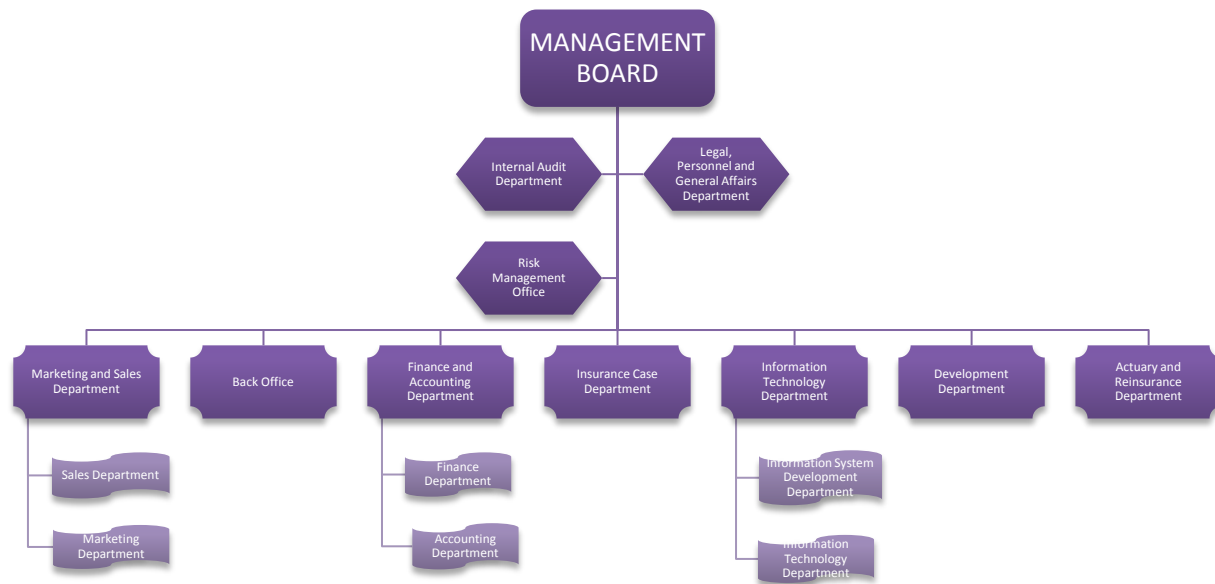 MANAGEMENT
BOARD
Internal Audit
Department
Legal,
Personnel and
General Affairs
Department
Risk
Management
Office
Marketing and Sales
Department
Back Office
Finance and
Accounting
Department
Insurance Case
Department
Information
Technology
Department
Development
Department
Actuary and
Reinsurance
Department
Sales Department
Marketing
Department
Finance
Department
Accounting
Department
Information System
Development
Department
Information
Technology
Department